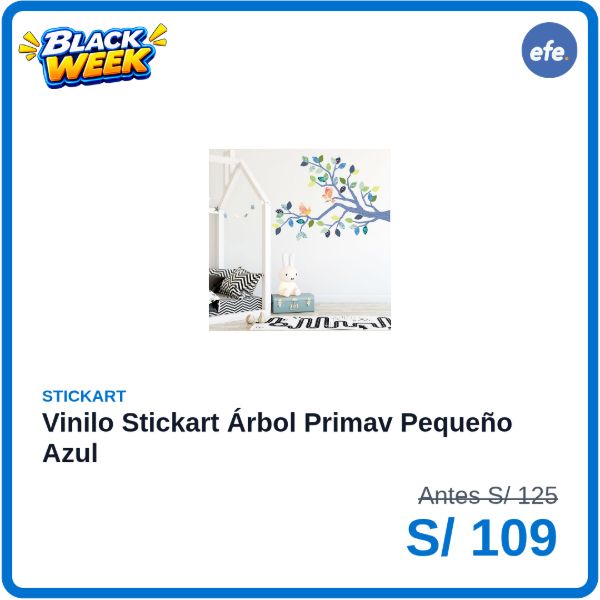 BLACK
WEEK
efe.
STICKART
Vinilo Stickart Árbol Primav Pequeño
Azul
Antes S/ 125
S/ 109